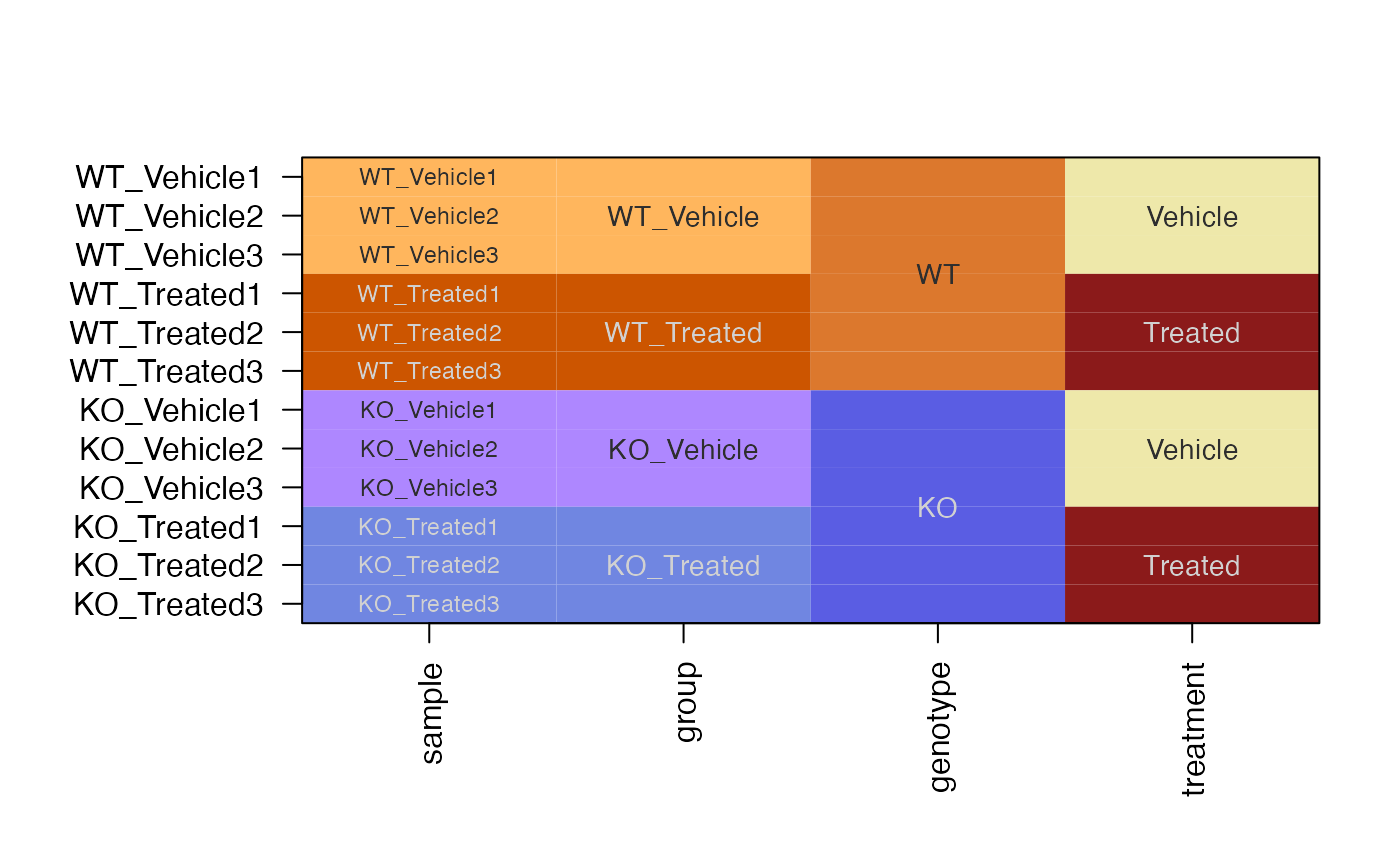 WT_Vehicle1 WT_Vehicle1
WT_Vehicle2 WT_Vehicle2 WT_Vehicle Vehicle
WT_Vehicle3 WT_Vehicle3
WT
WT_Treated1 WT_Treated1
WT_Treated2 WT_Treated2 WT_Treated Treated
WT_Treated3 WT_Treated3
KO_Vehicle1 KO_Vehicle1
KO_Vehicle2 KO_Vehicle2 KO_Vehicle Vehicle
KO_Vehicle3 KO_Vehicle3
KO
KO_Treated1 KO_Treated1
KO_Treated2 KO_Treated2 KO_Treated Treated
KO_Treated3 KO_Treated3
sample
group
genotype
treatment